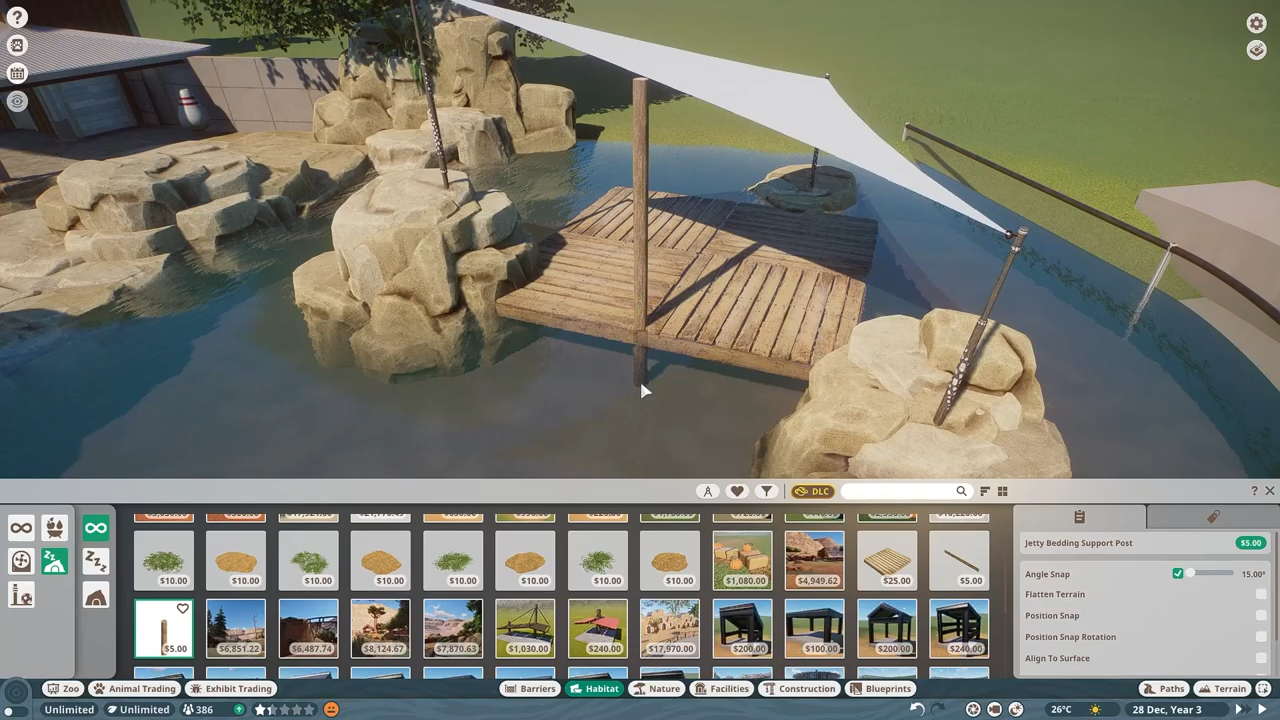 DLC
$10.00
$10.00
$10.00
$10.00
$10.00
$10.00
$10.00
$10.00
$1,080.00
$4,949.62
$25.00
$5.00
$5.00
$6,851.22
$6,487.74
$8,124.67
$7,870.63
$1,030.00
$240.00
$17,970.00
$200.00
$100.00
$200.00
$240.00
?
Jetty Bedding Support Post
$5.00
Angle Snap
15.00°
Flatten Terrain
Position Snap
Position Snap Rotation
Align To Surface
Zoo
Animal Trading
Exhibit Trading
Barriers
Habitat
Nature
Facilities
Construction
Blueprints
Paths
Terrain
Unlimited
Unlimited
386
26°C
28 Dec, Year 3